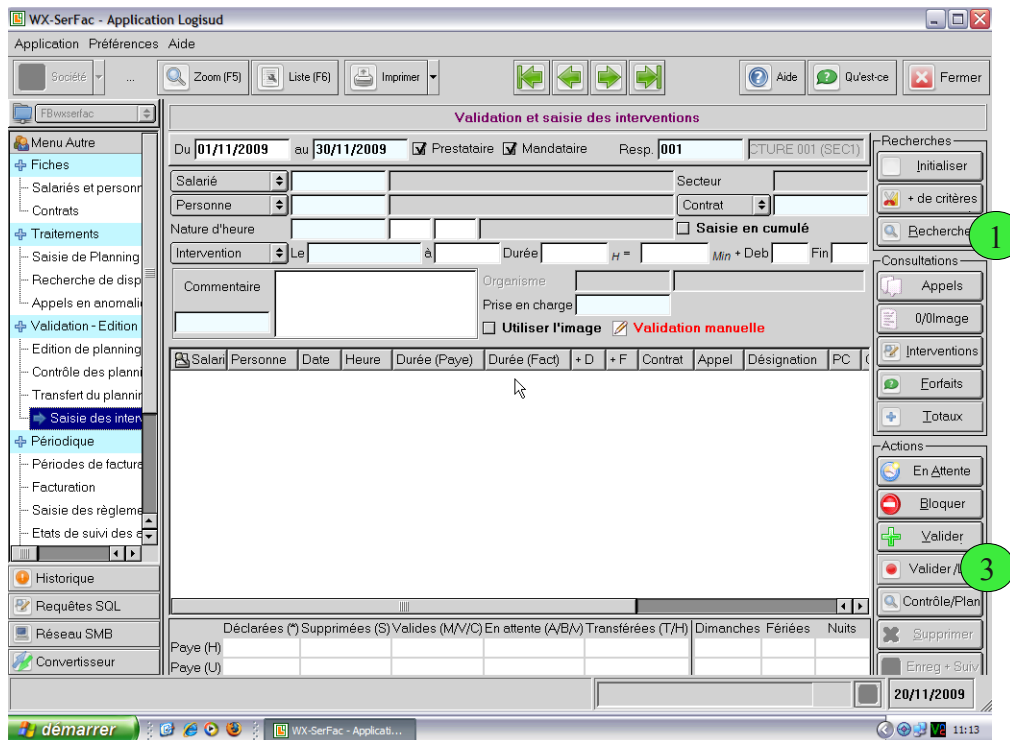 WX-SerFac - Application Logisud
Application Préférences Aide
Société ... Zoom (F5) Liste (F6) Imprimer Aide Qu'est-ce Fermer
FBwxserfac
Validation et saisie des interventions
Menu Autre
Fiches
Salariés et personn
Contrats
Traitements
Saisie de Planning
Recherche de disp
Appels en anomali
Validation - Edition
Edition de planning
Contrôle des planni
Transfert du plannin
Saisie des interv
Périodique
Périodes de factura
Facturation
Saisie des règleme
Etats de suivi des a
Historique
Requêtes SQL
Réseau SMB
Convertisseur
Du 01/11/2009 au 30/11/2009 Prestataire Mandataire Resp. 001 CTURE 001 (SEC1)
Salarié Secteur
Personne Contrat
Nature d'heure Saisie en cumulé
Intervention Le à Durée H = Min + Deb Fin
Commentaire Organisme
Prise en charge
Utiliser l'image Validation manuelle
Salari Personne Date Heure Durée (Paye) Durée (Fact) + D + F Contrat Appel Désignation PC
Déclarées (*) Supprimées (S) Valides (M/V/C) En attente (A/B/v) Transférées (T/H) Dimanches Fériées Nuits
Paye (H)
Paye (U)
Recherches
Initialiser
+ de critères
Recherche 1
Consultations
Appels
0/0Image
Interventions
Forfaits
Totaux
Actions
En Attente
Bloquer
Valider
Valider / 3
Contrôle/Plan
Supprimer
Enreg + Suiv
20/11/2009
démarrer WX-SerFac - Applicati... 11:13